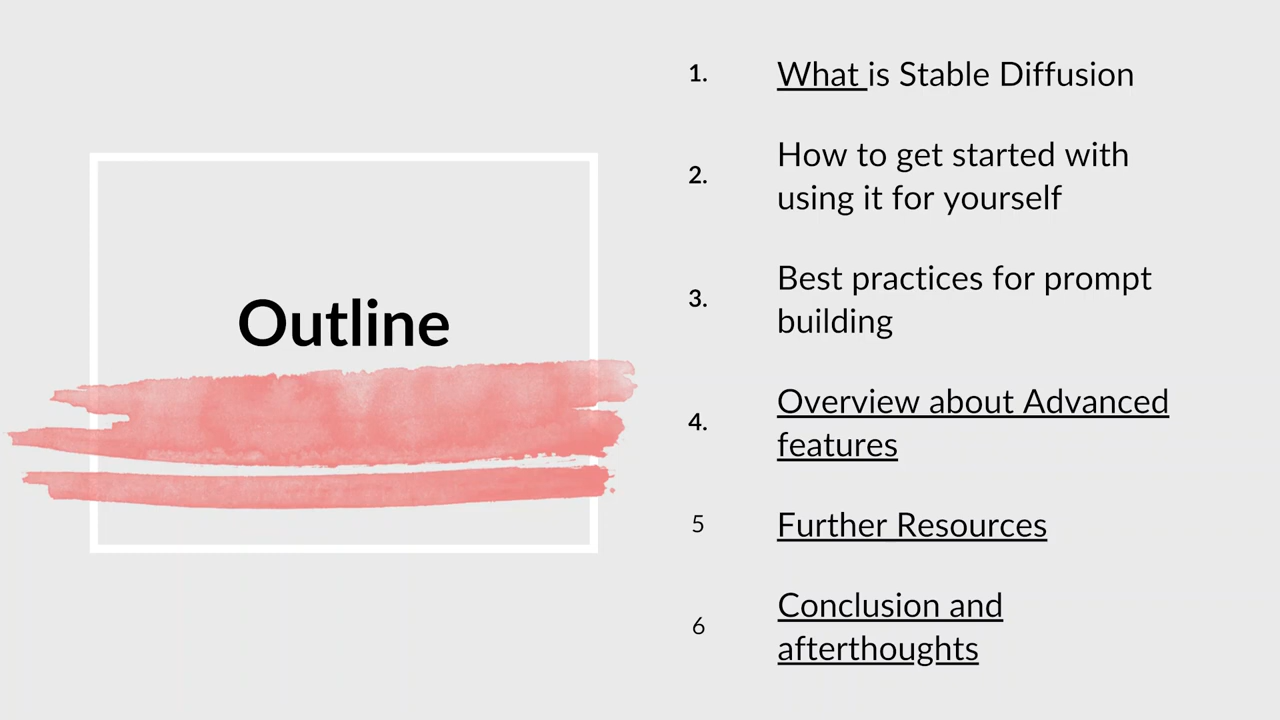 Outline
1. What is Stable Diffusion
2. How to get started with
using it for yourself
3. Best practices for prompt
building
4. Overview about Advanced
features
5 Further Resources
6 Conclusion and
afterthoughts